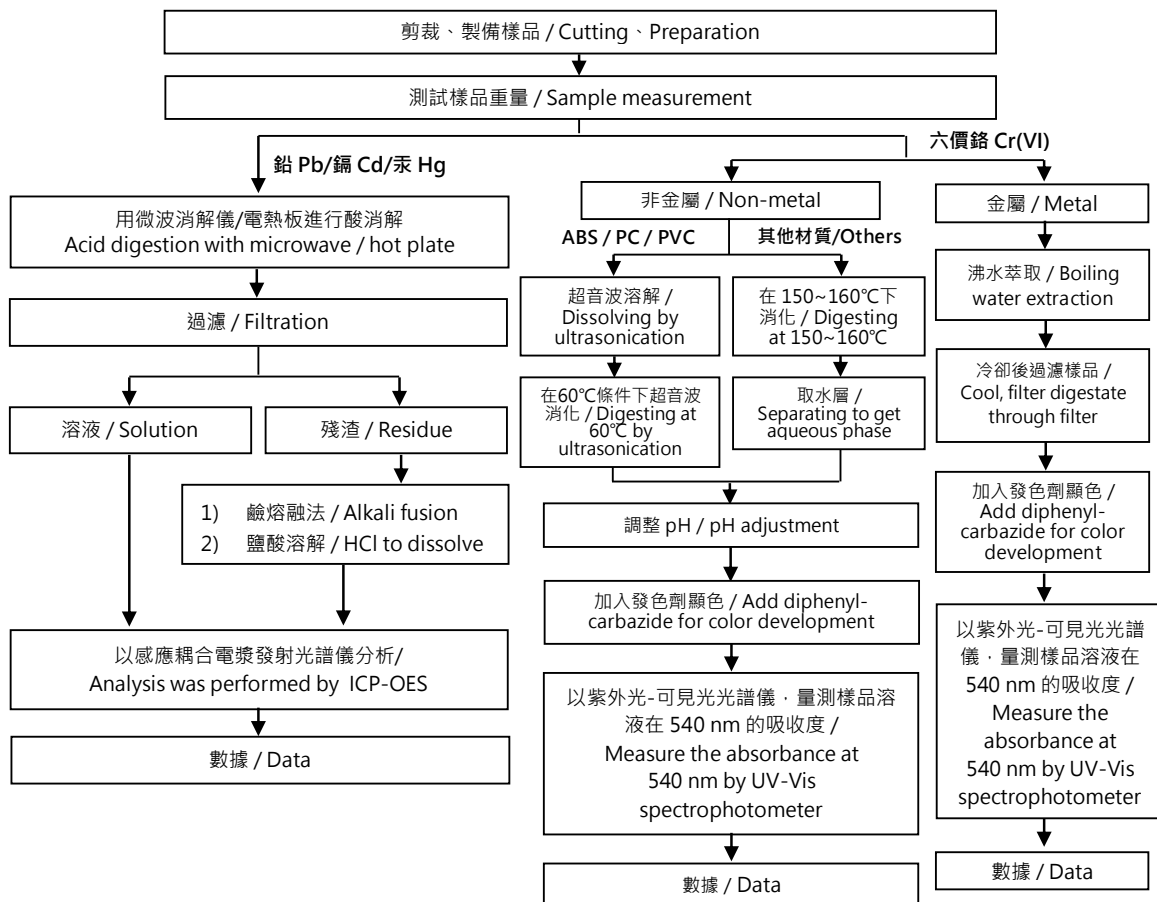 剪裁、製備樣品 / Cutting、Preparation
測試樣品重量 / Sample measurement
鉛 Pb/鎘 Cd/汞 Hg
六價鉻 Cr(VI)
用微波消解儀/電熱板進行酸消解
Acid digestion with microwave / hot plate
過濾 / Filtration
溶液 / Solution
殘渣 / Residue
1) 鹼熔融法 / Alkali fusion
2) 鹽酸溶解 / HCl to dissolve
以感應耦合電漿發射光譜儀分析/
Analysis was performed by ICP-OES
數據 / Data
非金屬 / Non-metal
ABS / PC / PVC
其他材質/Others
超音波溶解 /
Dissolving by
ultrasonication
在 150~160℃下
消化 / Digesting
at 150~160℃
在60℃條件下超音波
消化 / Digesting at
60℃ by
ultrasonication
取水層 /
Separating to get
aqueous phase
調整 pH / pH adjustment
加入發色劑顯色 / Add diphenyl-
carbazide for color development
以紫外光-可見光光譜儀，量測樣品溶
液在 540 nm 的吸收度 /
Measure the absorbance at
540 nm by UV-Vis
spectrophotometer
數據 / Data
金屬 / Metal
沸水萃取 / Boiling
water extraction
冷卻後過濾樣品 /
Cool, filter digestate
through filter
加入發色劑顯色 /
Add diphenyl-
carbazide for color
development
以紫外光-可見光光譜
儀，量測樣品溶液在
540 nm 的吸收度 /
Measure the
absorbance at
540 nm by UV-Vis
spectrophotometer
數據 / Data